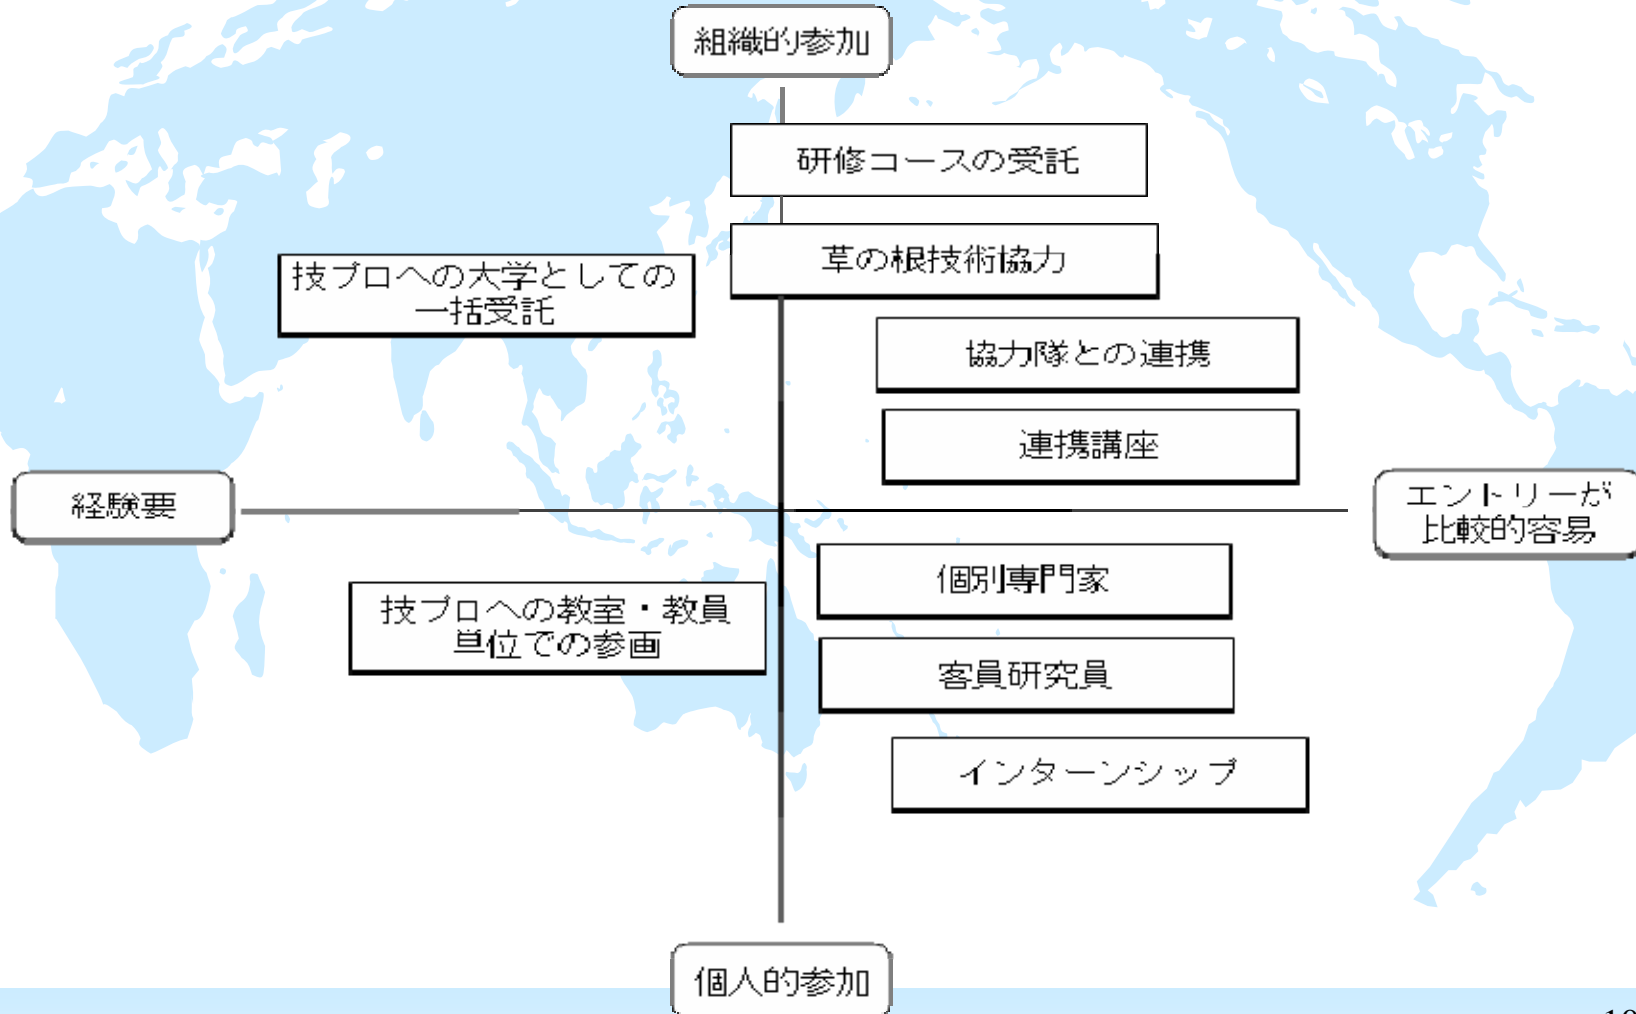 組織的参加
研修コースの受託
草の根技術協力
技プロへの大学としての
一括受託
協力隊との連携
連携講座
経験要
エントリーが
比較的容易
個別専門家
技プロへの教室・教員
単位での参画
客員研究員
インターンシップ
個人的参加